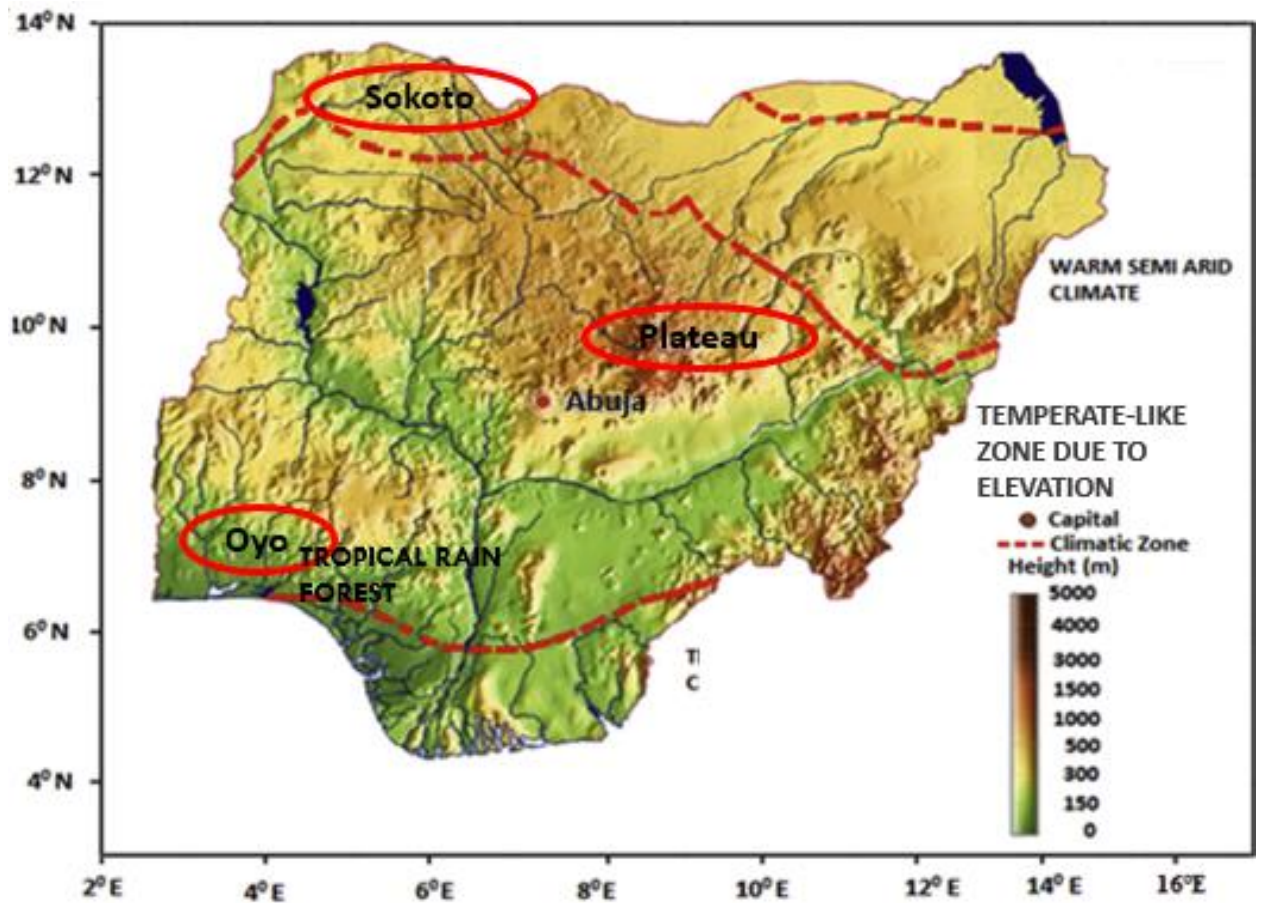 14°N
Sokoto
12°N
WARM SEMI ARID
CLIMATE
10°N
Plateau
Abuja
TEMPERATE-LIKE
ZONE DUE TO
ELEVATION
8°N
Capital
Climatic Zone
Height (m)
Oyo
TROPICAL RAIN
FOREST
5000
4000
3000
1500
1000
500
300
150
0
6°N
T
C
4°N
2°E 4°E 6°E 8°E 10°E 12°E 14°E 16°E